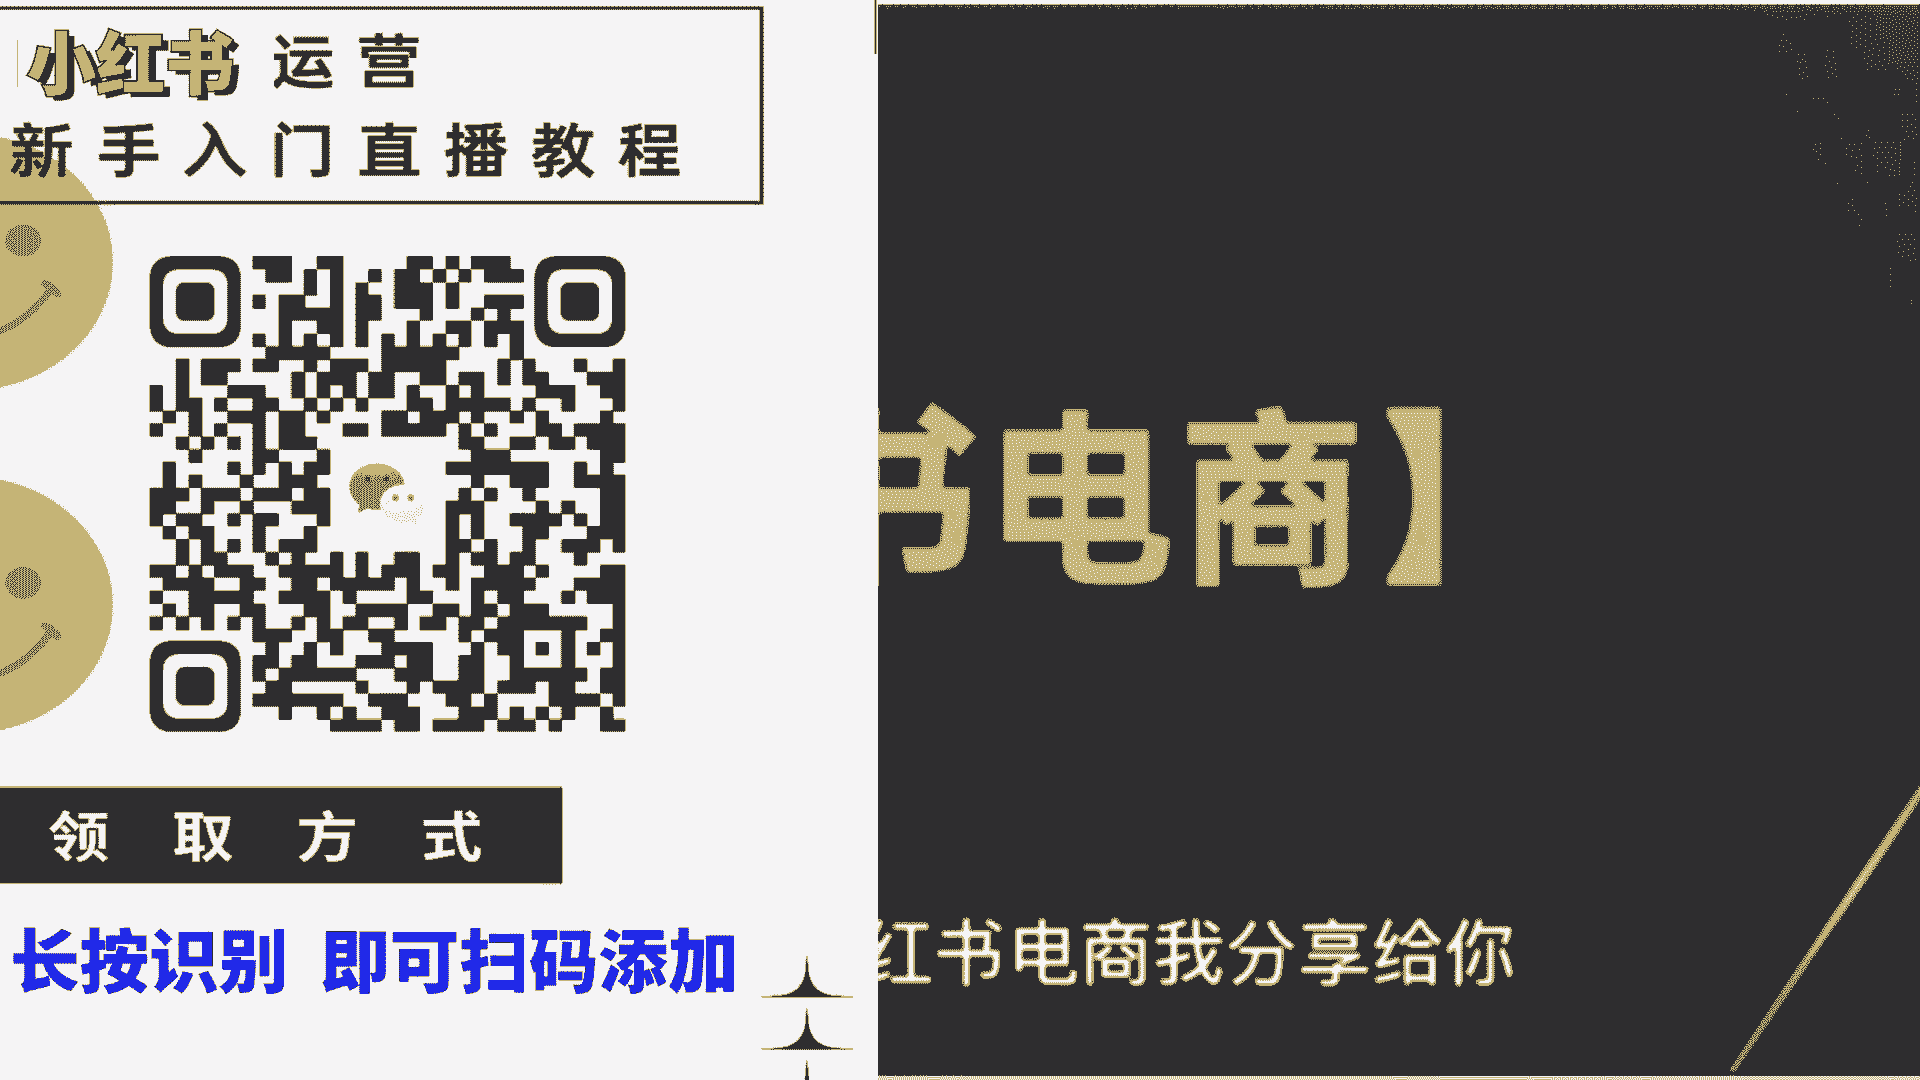 小红书 运营
新手入门直播教程
领取方式
长按识别 即可扫码添加
书电商】
红书电商我分享给你